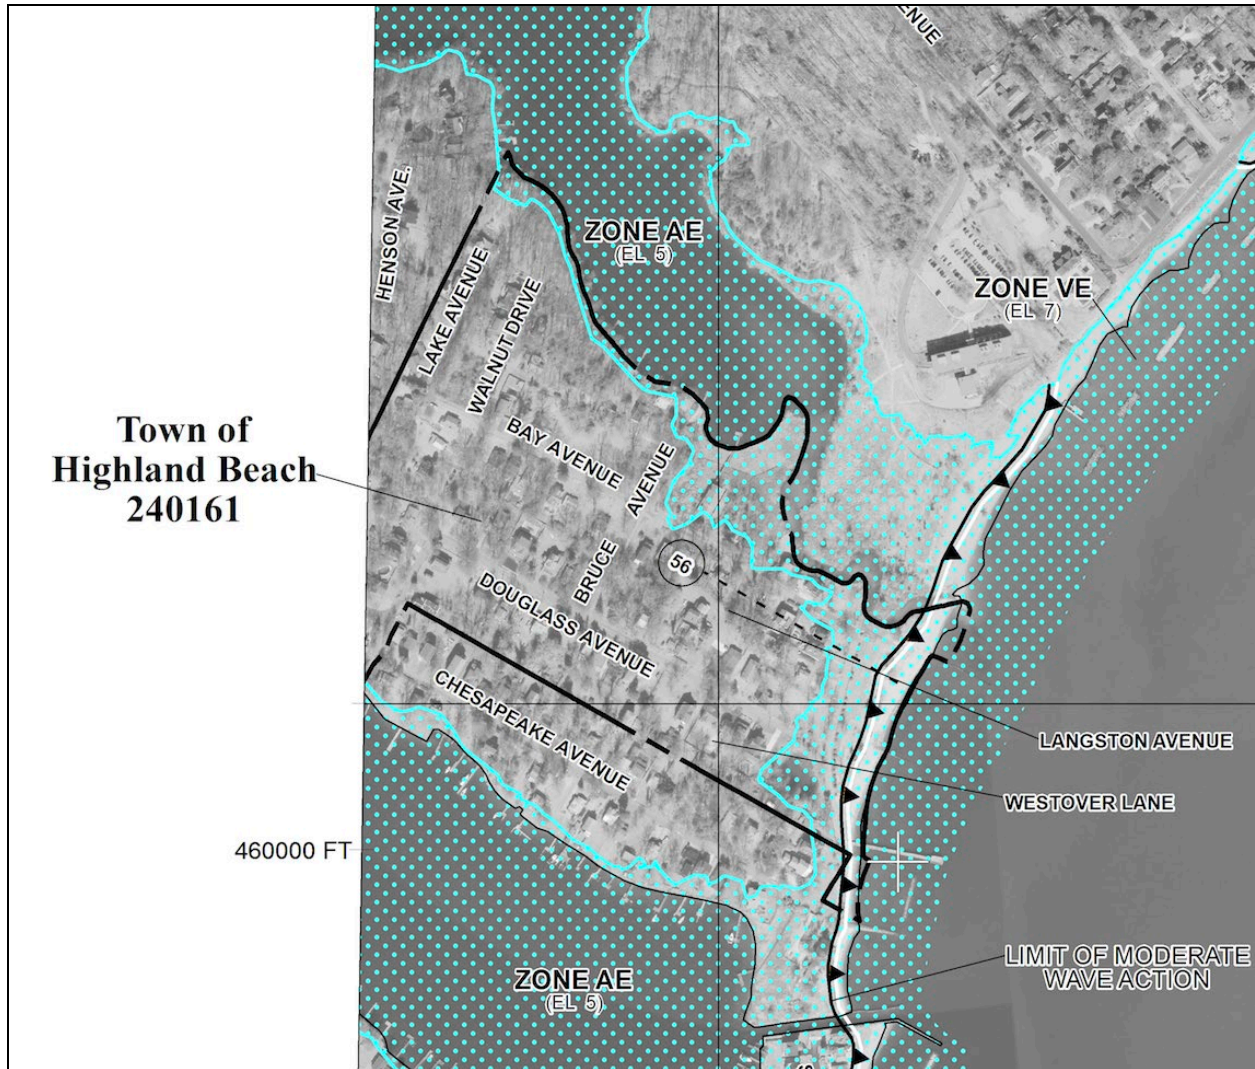 ENUE
ZONE AE
(EL 5)
HENSON AVE.
LAKE AVENUE
WALNUT DRIVE
ZONE VE
(EL 7)
Town of
Highland Beach
240161
BAY AVENUE
BRUCE AVENUE
56
DOUGLASS AVENUE
CHESAPEAKE AVENUE
LANGSTON AVENUE
WESTOVER LANE
460000 FT
ZONE AE
(EL 5)
LIMIT OF MODERATE
WAVE ACTION